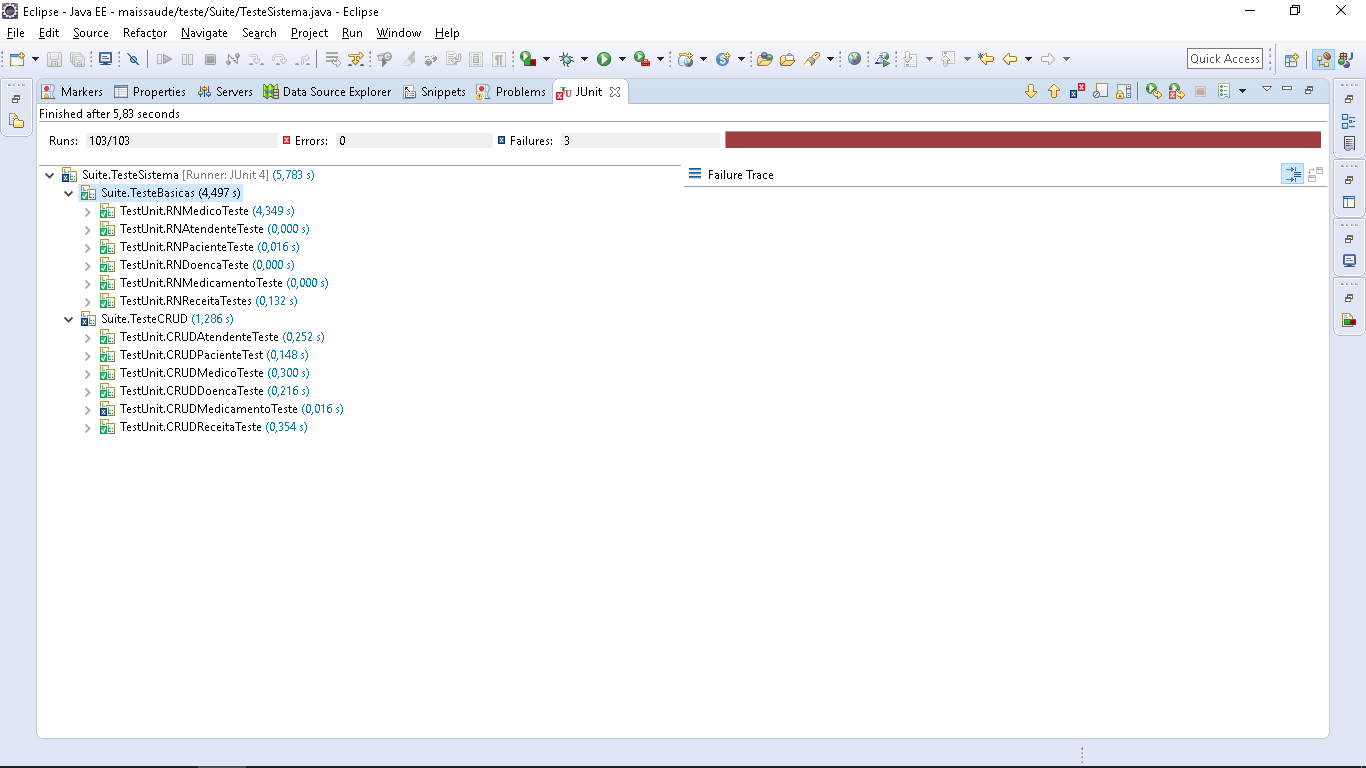 Eclipse - Java EE - maissaude/teste/Suite/TesteSistema.java - Eclipse
File Edit Source Refactor Navigate Search Project Run Window Help
Quick Access
Markers Properties Servers Data Source Explorer Snippets Problems JUnit
Finished after 5,83 seconds
Runs: 103/103 Errors: 0 Failures: 3
Suite.TesteSistema [Runner: JUnit 4] (5,783 s)
Failure Trace
Suite.TesteBasicas (4,497 s)
TestUnit.RNMedicoTeste (4,349 s)
TestUnit.RNAtendenteTeste (0,000 s)
TestUnit.RNPacienteTeste (0,016 s)
TestUnit.RNDoencaTeste (0,000 s)
TestUnit.RNMedicamentoTeste (0,000 s)
TestUnit.RNReceitaTestes (0,132 s)
Suite.TesteCRUD (1,286 s)
TestUnit.CRUDAtendenteTeste (0,252 s)
TestUnit.CRUDPacienteTest (0,148 s)
TestUnit.CRUDMedicoTeste (0,300 s)
TestUnit.CRUDDoencaTeste (0,216 s)
TestUnit.CRUDMedicamentoTeste (0,016 s)
TestUnit.CRUDReceitaTeste (0,354 s)